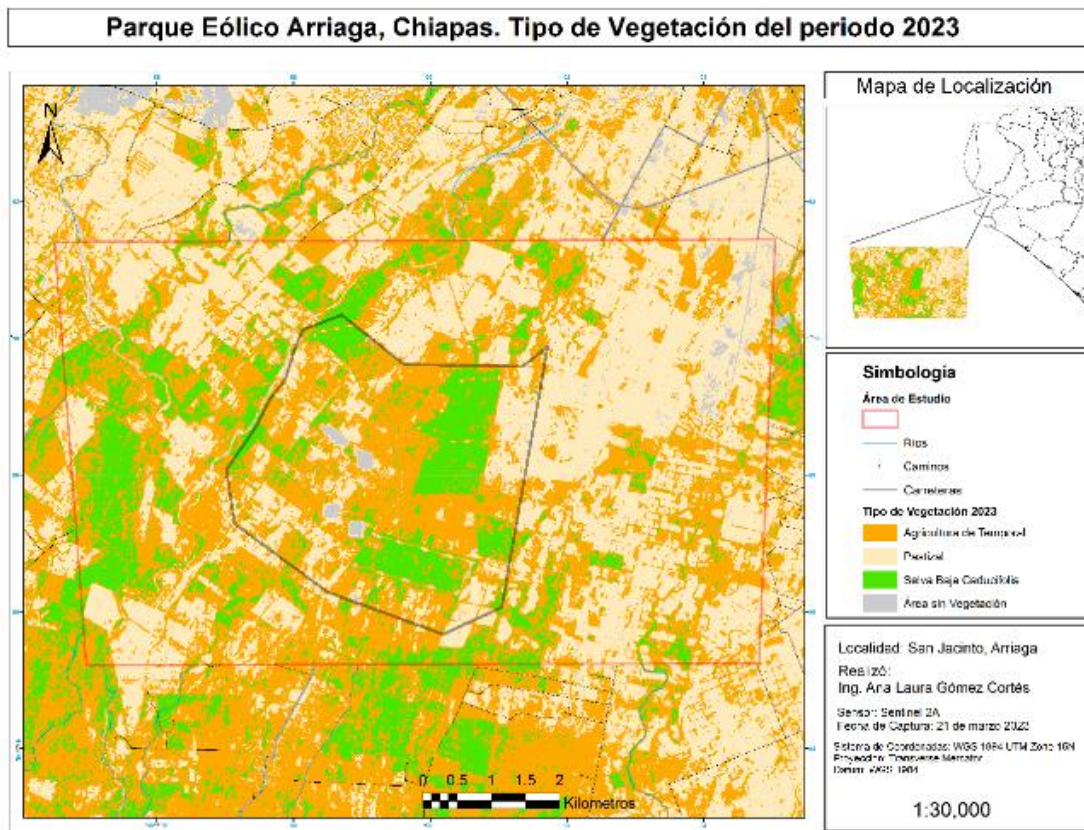 Parque Eólico Arriaga, Chiapas. Tipo de Vegetación del periodo 2023
N
0 0.5 1 1.5 2
Kilometros
Mapa de Localización
Simbología
Área de Estudio
Ríos
Caminos
Carreteras
Tipo de Vegetación 2023
Agricultura de Temporal
Pastizal
Selva Baja Caducifolia
Área sin Vegetación
Localidad: San Jacinto, Arriaga
Realizó:
Ing. Ana Laura Gómez Cortés
Sensor: Sentinel 2A
Fecha de Captura: 21 de marzo 2023
Sistema de Coordenadas: WGS 1984 UTM Zone
Proyección: Transverse Mercator
Datum: WGS 1984
1:30,000